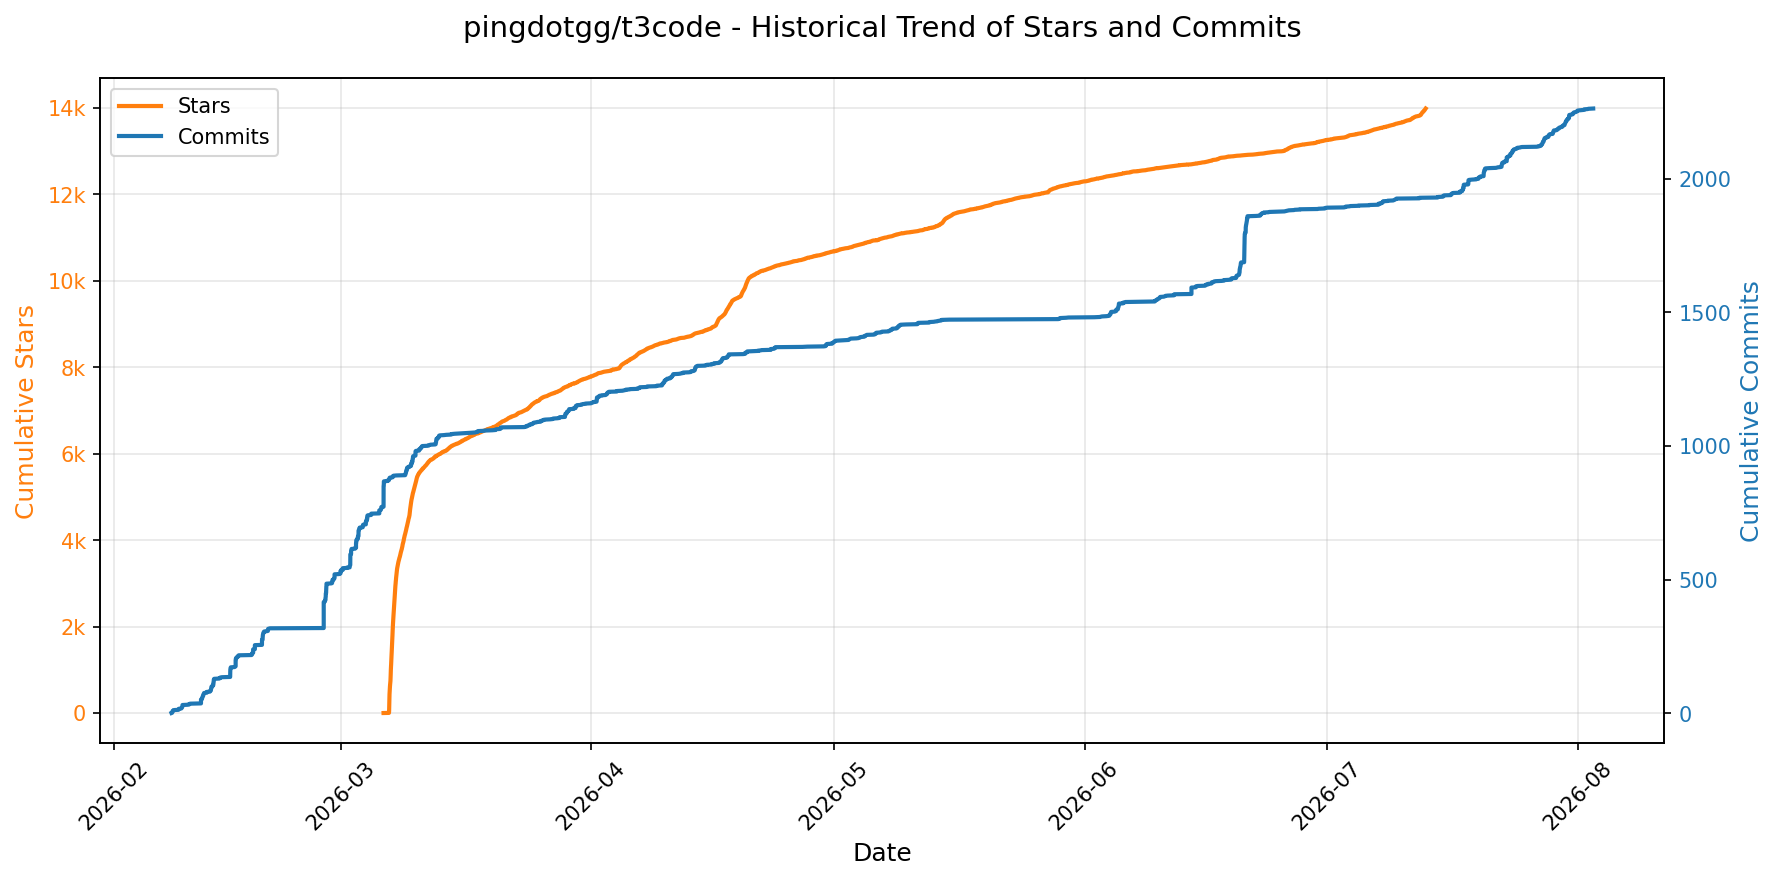 pingdotgg/t3code - Historical Trend of Stars and Commits
Stars
Commits
14k
12k
10k
8k
6k
4k
2k
0
Cumulative Stars
2000
1500
1000
500
0
Cumulative Commits
2026-02
2026-03
2026-04
2026-05
2026-06
2026-07
2026-08
Date